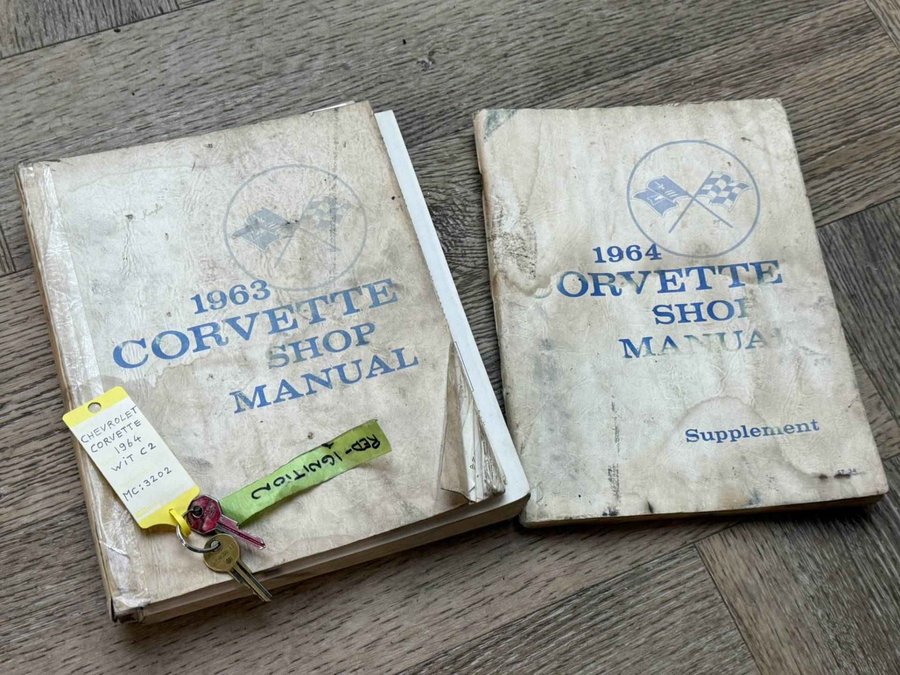 1963
CORVETTE
SHOP
MANUAL
CHEVROLET
CORVETTE
1964
WIT C2
MC:3202
RED-IGNITION
1964
CORVETTE
SHOP
MANUAL
Supplement